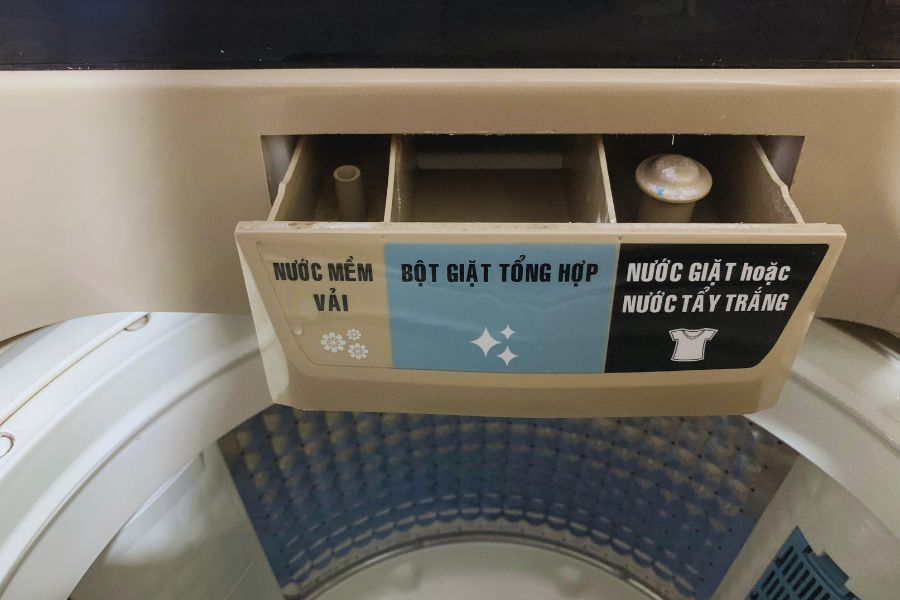 NƯỚC MỀM
VẢI
BỘT GIẶT TỔNG HỢP
NƯỚC GIẶT hoặc
NƯỚC TẨY TRẮNG